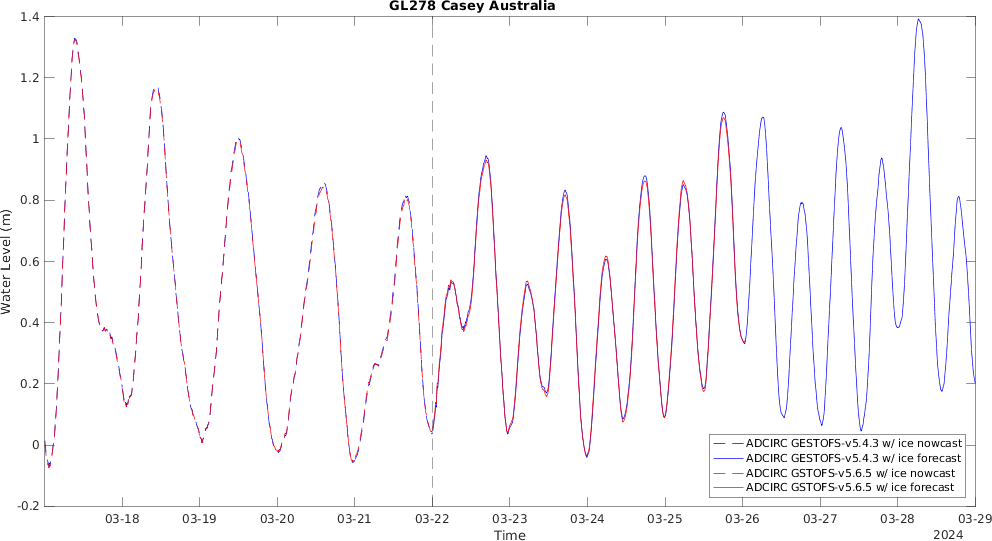 GL278 Casey Australia
Water Level (m)
1.4
1.2
1
0.8
0.6
0.4
0.2
0
-0.2
ADCIRC GESTOFS-v5.4.3 w/ ice nowcast
ADCIRC GESTOFS-v5.4.3 w/ ice forecast
ADCIRC GSTOFS-v5.6.5 w/ ice nowcast
ADCIRC GSTOFS-v5.6.5 w/ ice forecast
03-18 03-19 03-20 03-21 03-22 03-23 03-24 03-25 03-26 03-27 03-28 03-29
Time
2024